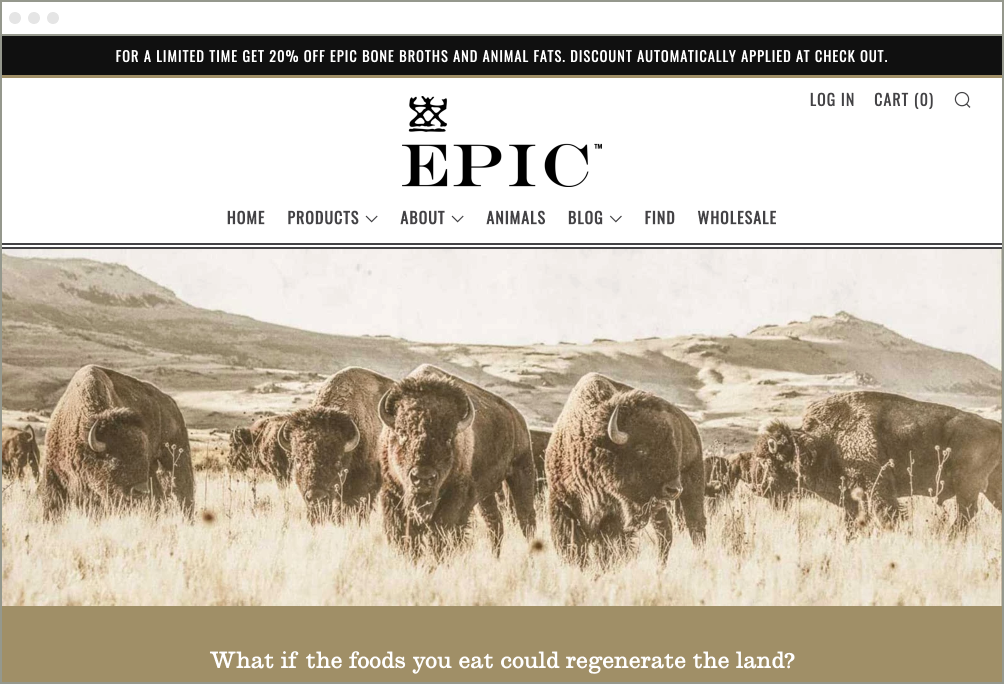 FOR A LIMITED TIME GET 20% OFF EPIC BONE BROTHS AND ANIMAL FATS. DISCOUNT AUTOMATICALLY APPLIED AT CHECK OUT.
LOG IN CART (0)
EPIC™
HOME PRODUCTS ABOUT ANIMALS BLOG FIND WHOLESALE
What if the foods you eat could regenerate the land?